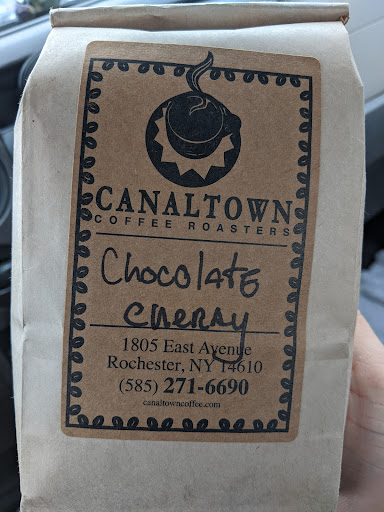 CANALTOWN
COFFEE ROASTERS
Chocolate
Cherry
1805 East Avenue
Rochester, NY 14610
(585) 271-6690
canaltowncoffee.com